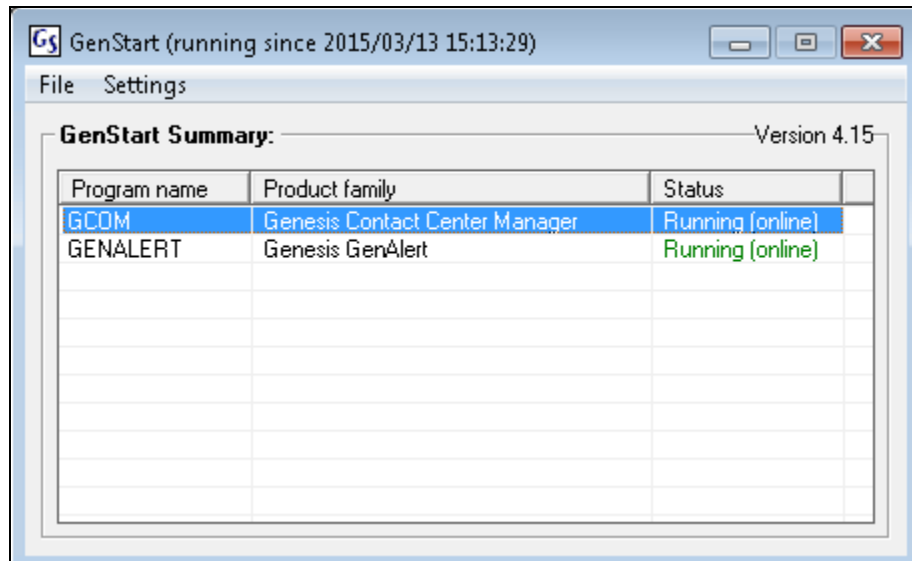 GS GenStart (running since 2015/03/13 15:13:29)
File Settings
GenStart Summary: Version 4.15
Program name Product family Status
GCOM Genesis Contact Center Manager Running (online)
GENALERT Genesis GenAlert Running (online)